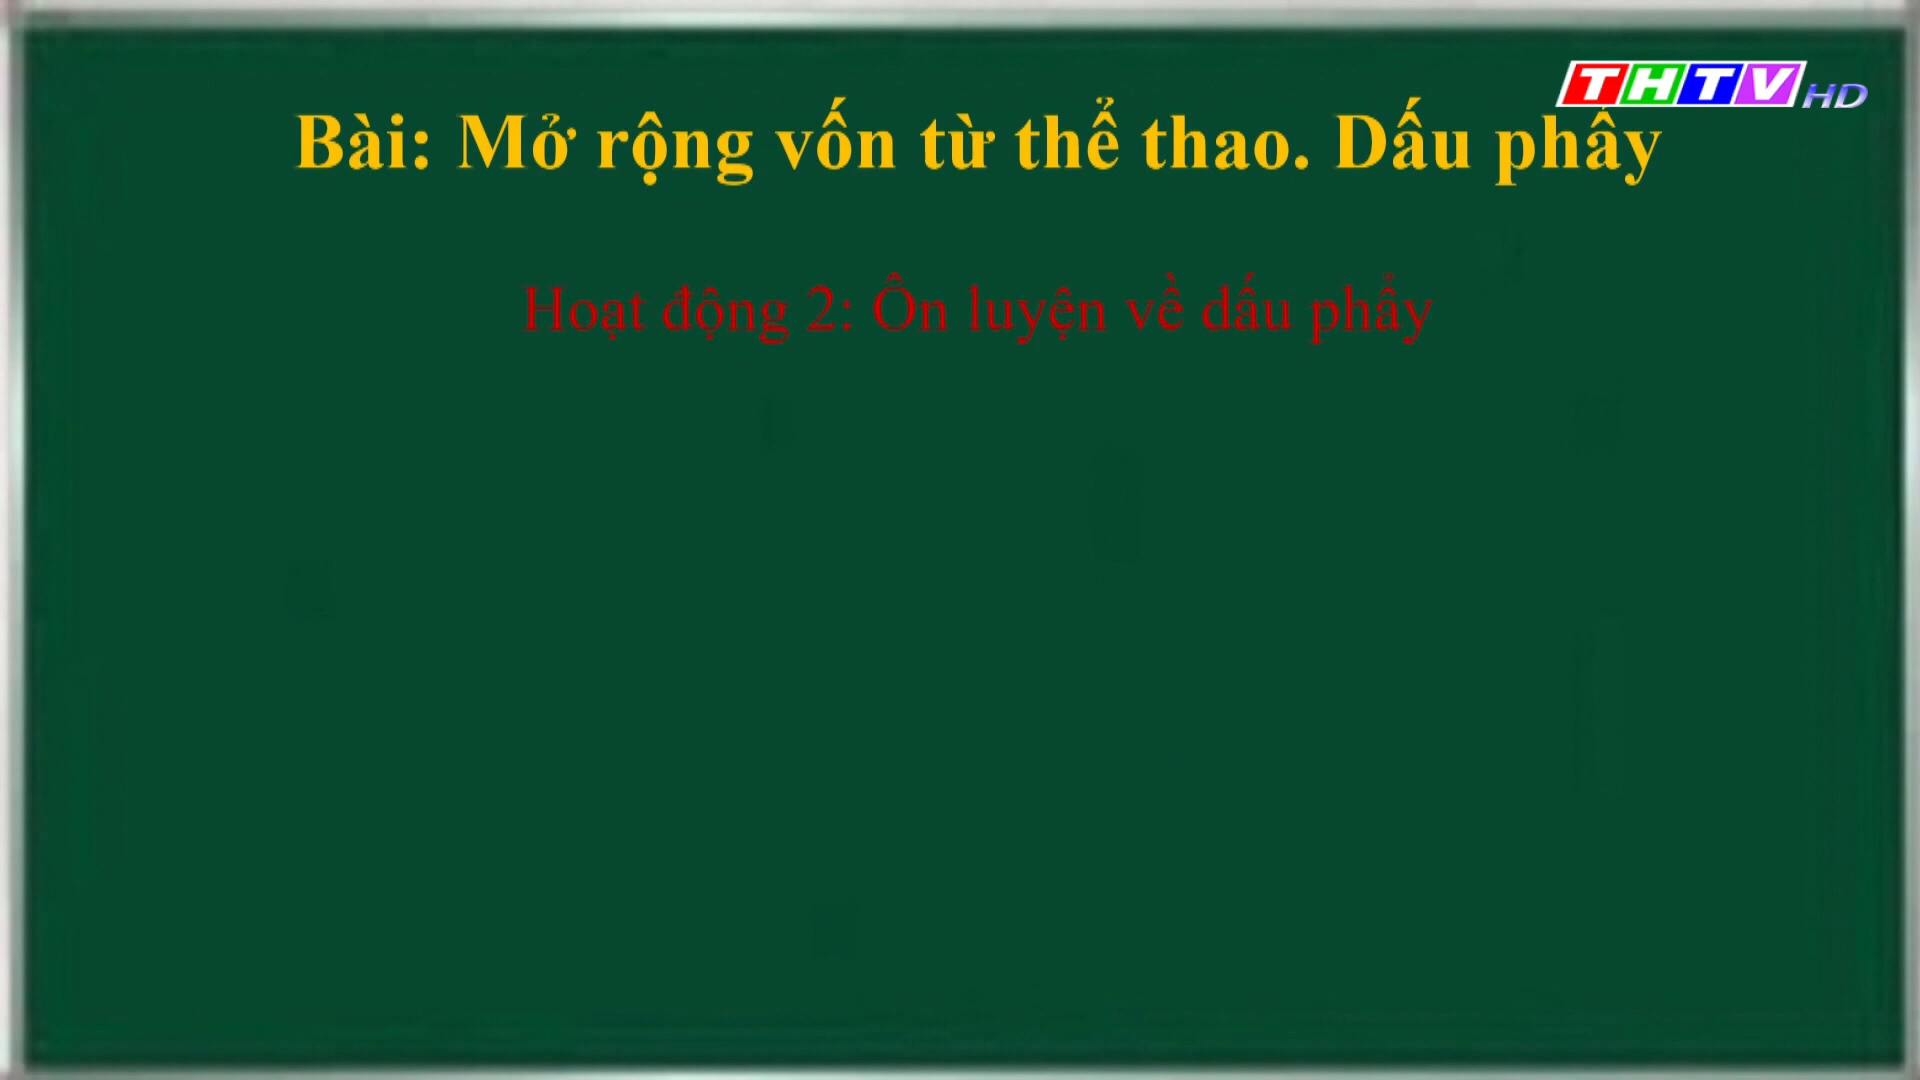 THTV HD
Bài: Mở rộng vốn từ thể thao. Dấu phẩy
Hoạt động 2: Ôn luyện về dấu phẩy